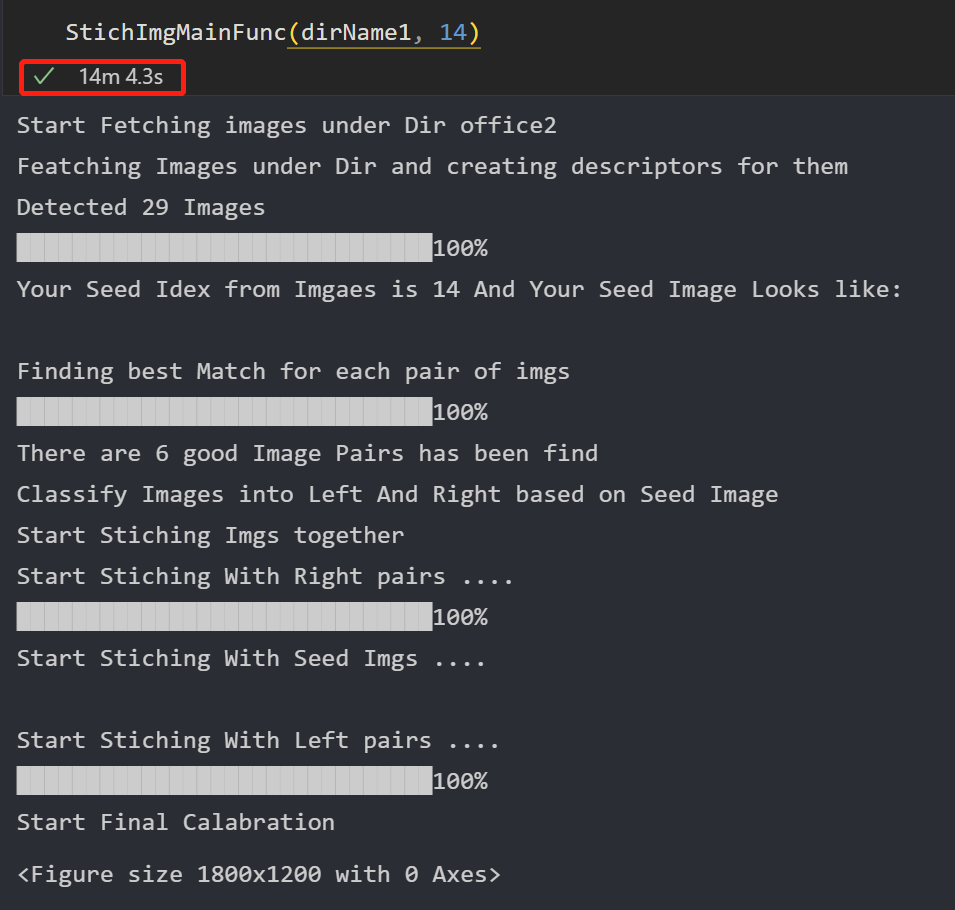 StichImgMainFunc(dirName1, 14)
✓ 14m 4.3s
Start Fetching images under Dir office2
Featching Images under Dir and creating descriptors for them
Detected 29 Images
100%
Your Seed Idex from Imgaes is 14 And Your Seed Image Looks like:
Finding best Match for each pair of imgs
100%
There are 6 good Image Pairs has been find
Classify Images into Left And Right based on Seed Image
Start Stiching Imgs together
Start Stiching With Right pairs ....
100%
Start Stiching With Seed Imgs ....
Start Stiching With Left pairs ....
100%
Start Final Calabration
<Figure size 1800x1200 with 0 Axes>